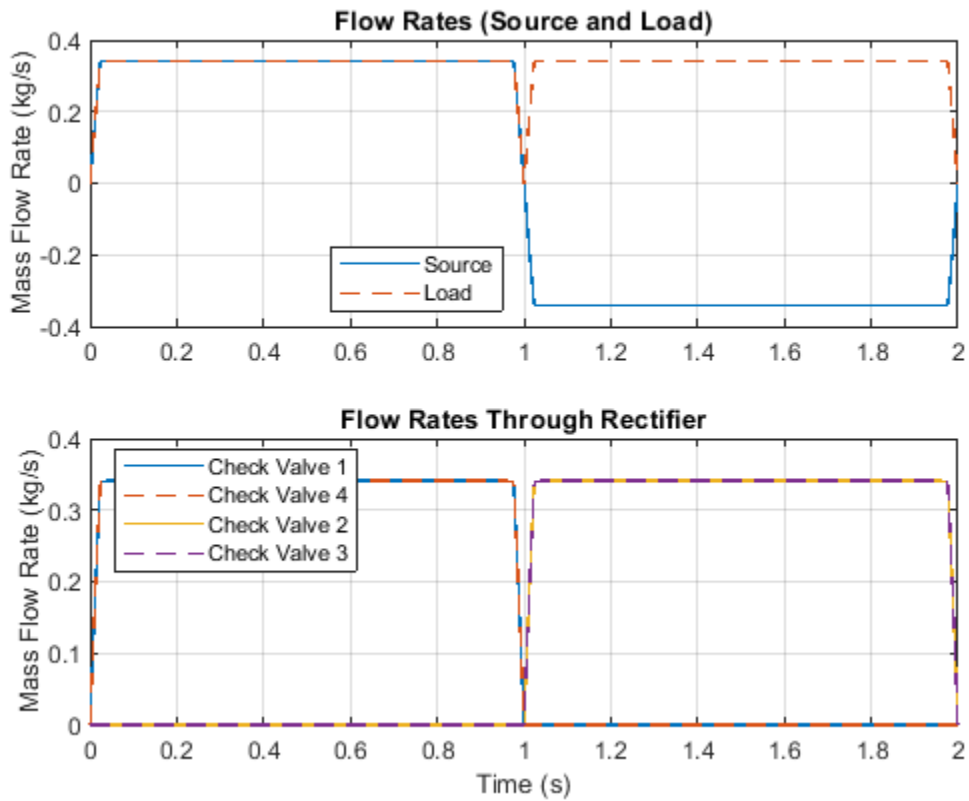 Flow Rates (Source and Load)
Mass Flow Rate (kg/s)
0.4
0.2
0
-0.2
-0.4
Source
Load
0 0.2 0.4 0.6 0.8 1 1.2 1.4 1.6 1.8 2
Flow Rates Through Rectifier
Mass Flow Rate (kg/s)
0.4
0.3
0.2
0.1
0
Check Valve 1
Check Valve 4
Check Valve 2
Check Valve 3
0 0.2 0.4 0.6 0.8 1 1.2 1.4 1.6 1.8 2
Time (s)